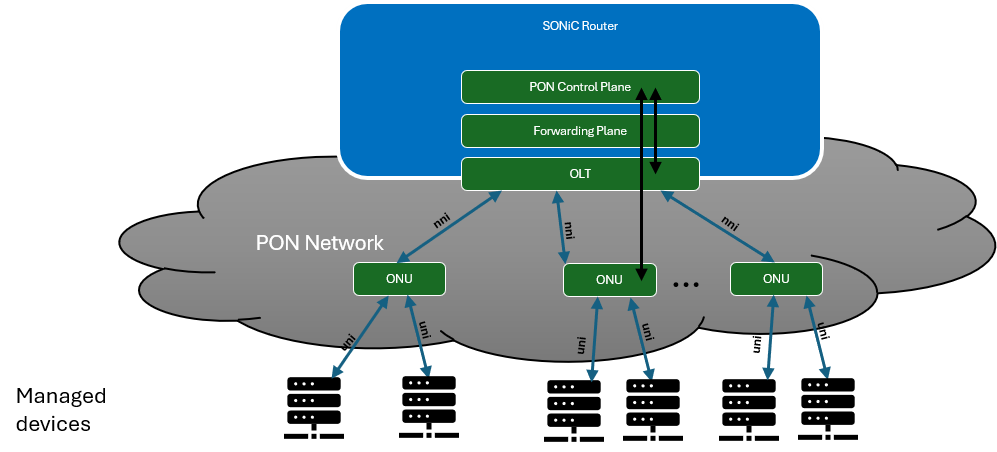 SONiC Router
PON Control Plane
Forwarding Plane
OLT
nni
nni
nni
PON Network
ONU
ONU
...
ONU
uni
uni
uni
uni
uni
uni
Managed
devices